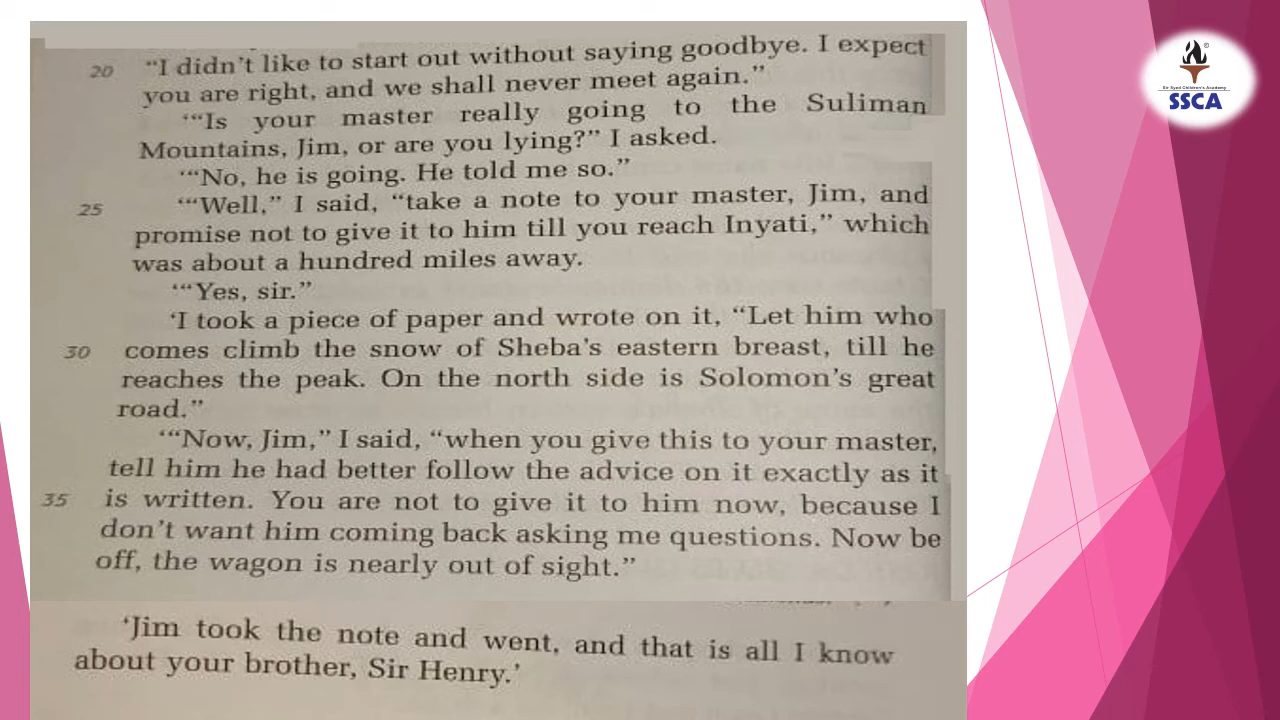 20 “I didn’t like to start out without saying goodbye. I expect
you are right, and we shall never meet again.”
‘“Is your master really going to the Suliman
Mountains, Jim, or are you lying?” I asked.
‘“No, he is going. He told me so.”
25 ‘“Well,” I said, “take a note to your master, Jim, and
promise not to give it to him till you reach Inyati,” which
was about a hundred miles away.
‘“Yes, sir.”
‘I took a piece of paper and wrote on it, “Let him who
30 comes climb the snow of Sheba’s eastern breast, till he
reaches the peak. On the north side is Solomon’s great
road.”
‘“Now, Jim,” I said, “when you give this to your master,
tell him he had better follow the advice on it exactly as it
35 is written. You are not to give it to him now, because I
don’t want him coming back asking me questions. Now be
off, the wagon is nearly out of sight.”
‘Jim took the note and went, and that is all I know
about your brother, Sir Henry.’
Sir Syed Children's Academy
SSCA